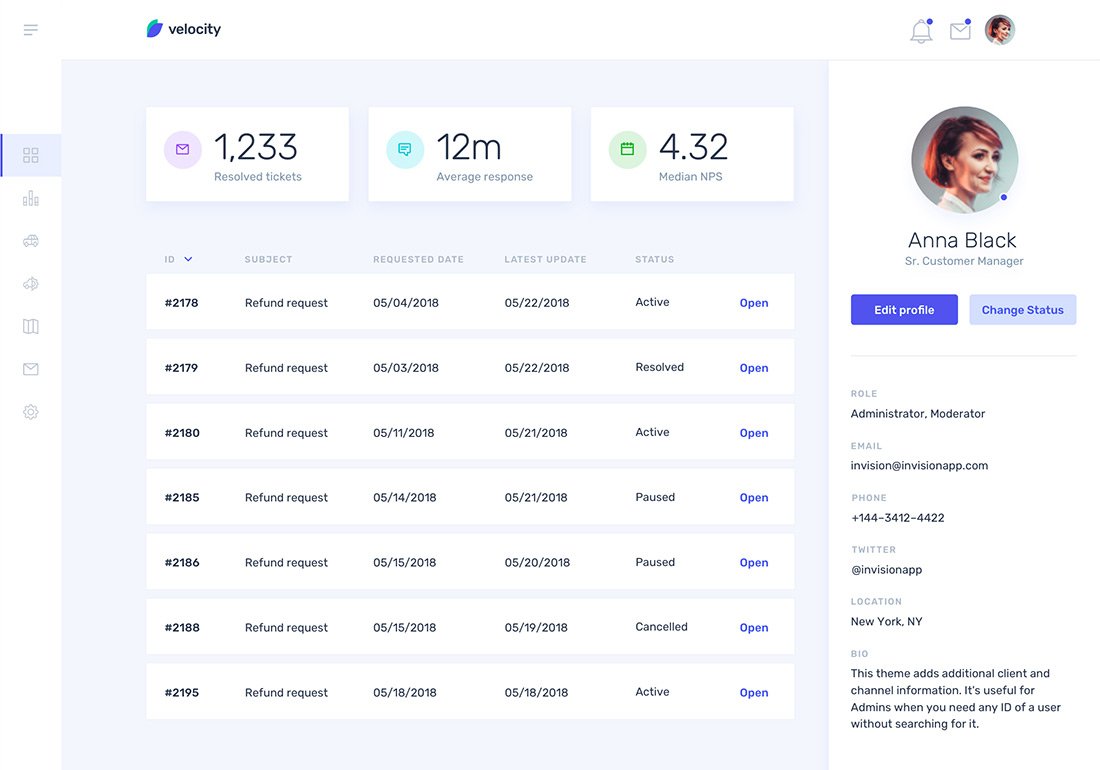 velocity
1,233
Resolved tickets
12m
Average response
4.32
Median NPS
ID SUBJECT REQUESTED DATE LATEST UPDATE STATUS
#2178 Refund request 05/04/2018 05/22/2018 Active Open
#2179 Refund request 05/03/2018 05/22/2018 Resolved Open
#2180 Refund request 05/11/2018 05/21/2018 Active Open
#2185 Refund request 05/14/2018 05/21/2018 Paused Open
#2186 Refund request 05/15/2018 05/20/2018 Paused Open
#2188 Refund request 05/15/2018 05/19/2018 Cancelled Open
#2195 Refund request 05/18/2018 05/18/2018 Active Open
Anna Black
Sr. Customer Manager
Edit profile Change Status
ROLE
Administrator, Moderator
EMAIL
invision@invisionapp.com
PHONE
+144-3412-4422
TWITTER
@invisionapp
LOCATION
New York, NY
BIO
This theme adds additional client and
channel information. It's useful for
Admins when you need any ID of a user
without searching for it.